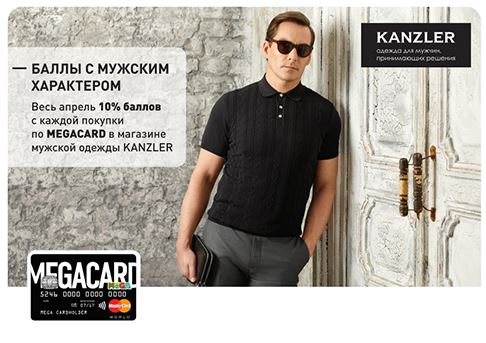 KANZLER
одежда для мужчин,
принимающих решения
— БАЛЛЫ С МУЖСКИМ
ХАРАКТЕРОМ
Весь апрель 10% баллов
с каждой покупки
по MEGACARD в магазине
мужской одежды KANZLER
MEGACARD
MEGA
5246 0000 0000 0000
07/17
MEGA CARDHOLDER
MasterCard
WORLD